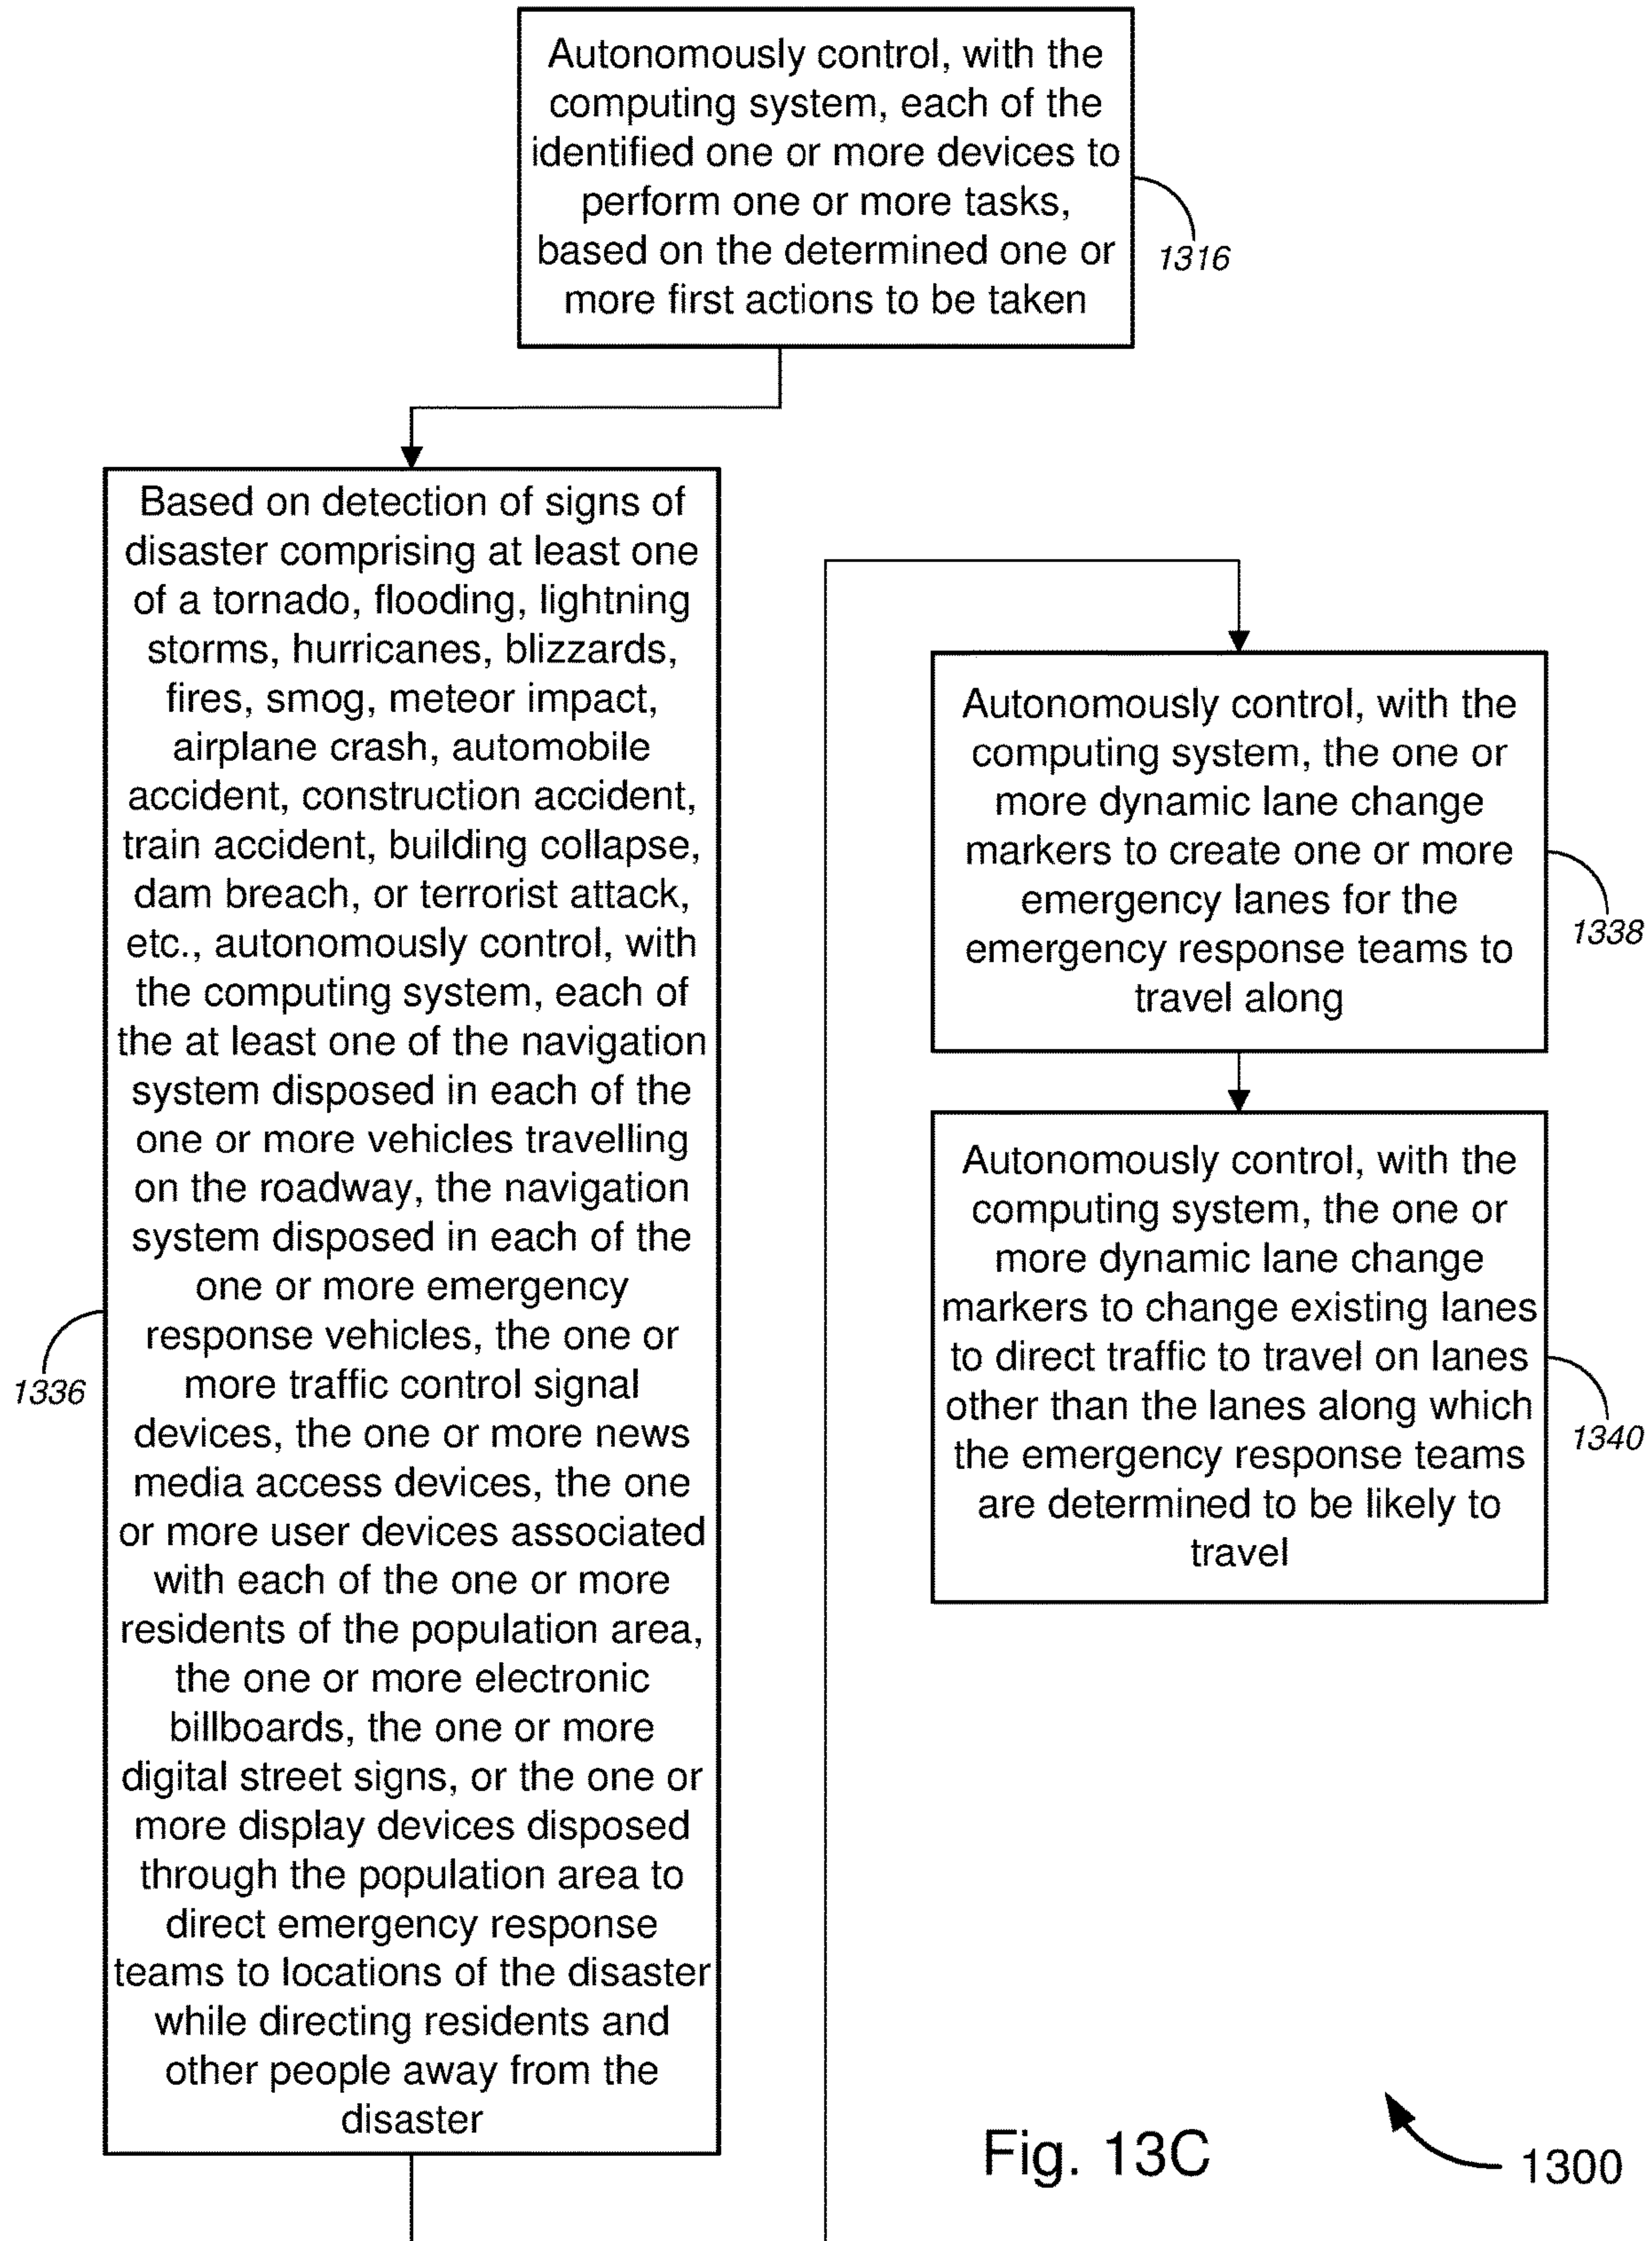 Autonomously control, with the
computing system, each of the
identified one or more devices to
perform one or more tasks,
based on the determined one or
more first actions to be taken
1316
Based on detection of signs of
disaster comprising at least one
of a tornado, flooding, lightning
storms, hurricanes, blizzards,
fires, smog, meteor impact,
airplane crash, automobile
accident, construction accident,
train accident, building collapse,
dam breach, or terrorist attack,
etc., autonomously control, with
the computing system, each of
the at least one of the navigation
system disposed in each of the
one or more vehicles travelling
on the roadway, the navigation
system disposed in each of the
one or more emergency
response vehicles, the one or
more traffic control signal
devices, the one or more news
media access devices, the one
or more user devices associated
with each of the one or more
residents of the population area,
the one or more electronic
billboards, the one or more
digital street signs, or the one or
more display devices disposed
through the population area to
direct emergency response
teams to locations of the disaster
while directing residents and
other people away from the
disaster
1336
Autonomously control, with the
computing system, the one or
more dynamic lane change
markers to create one or more
emergency lanes for the
emergency response teams to
travel along
1338
Autonomously control, with the
computing system, the one or
more dynamic lane change
markers to change existing lanes
to direct traffic to travel on lanes
other than the lanes along which
the emergency response teams
are determined to be likely to
travel
1340
Fig. 13C
1300